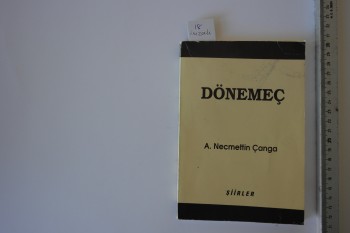 DÖNEMEÇ
A. Necmettin Çanga
ŞİİRLER